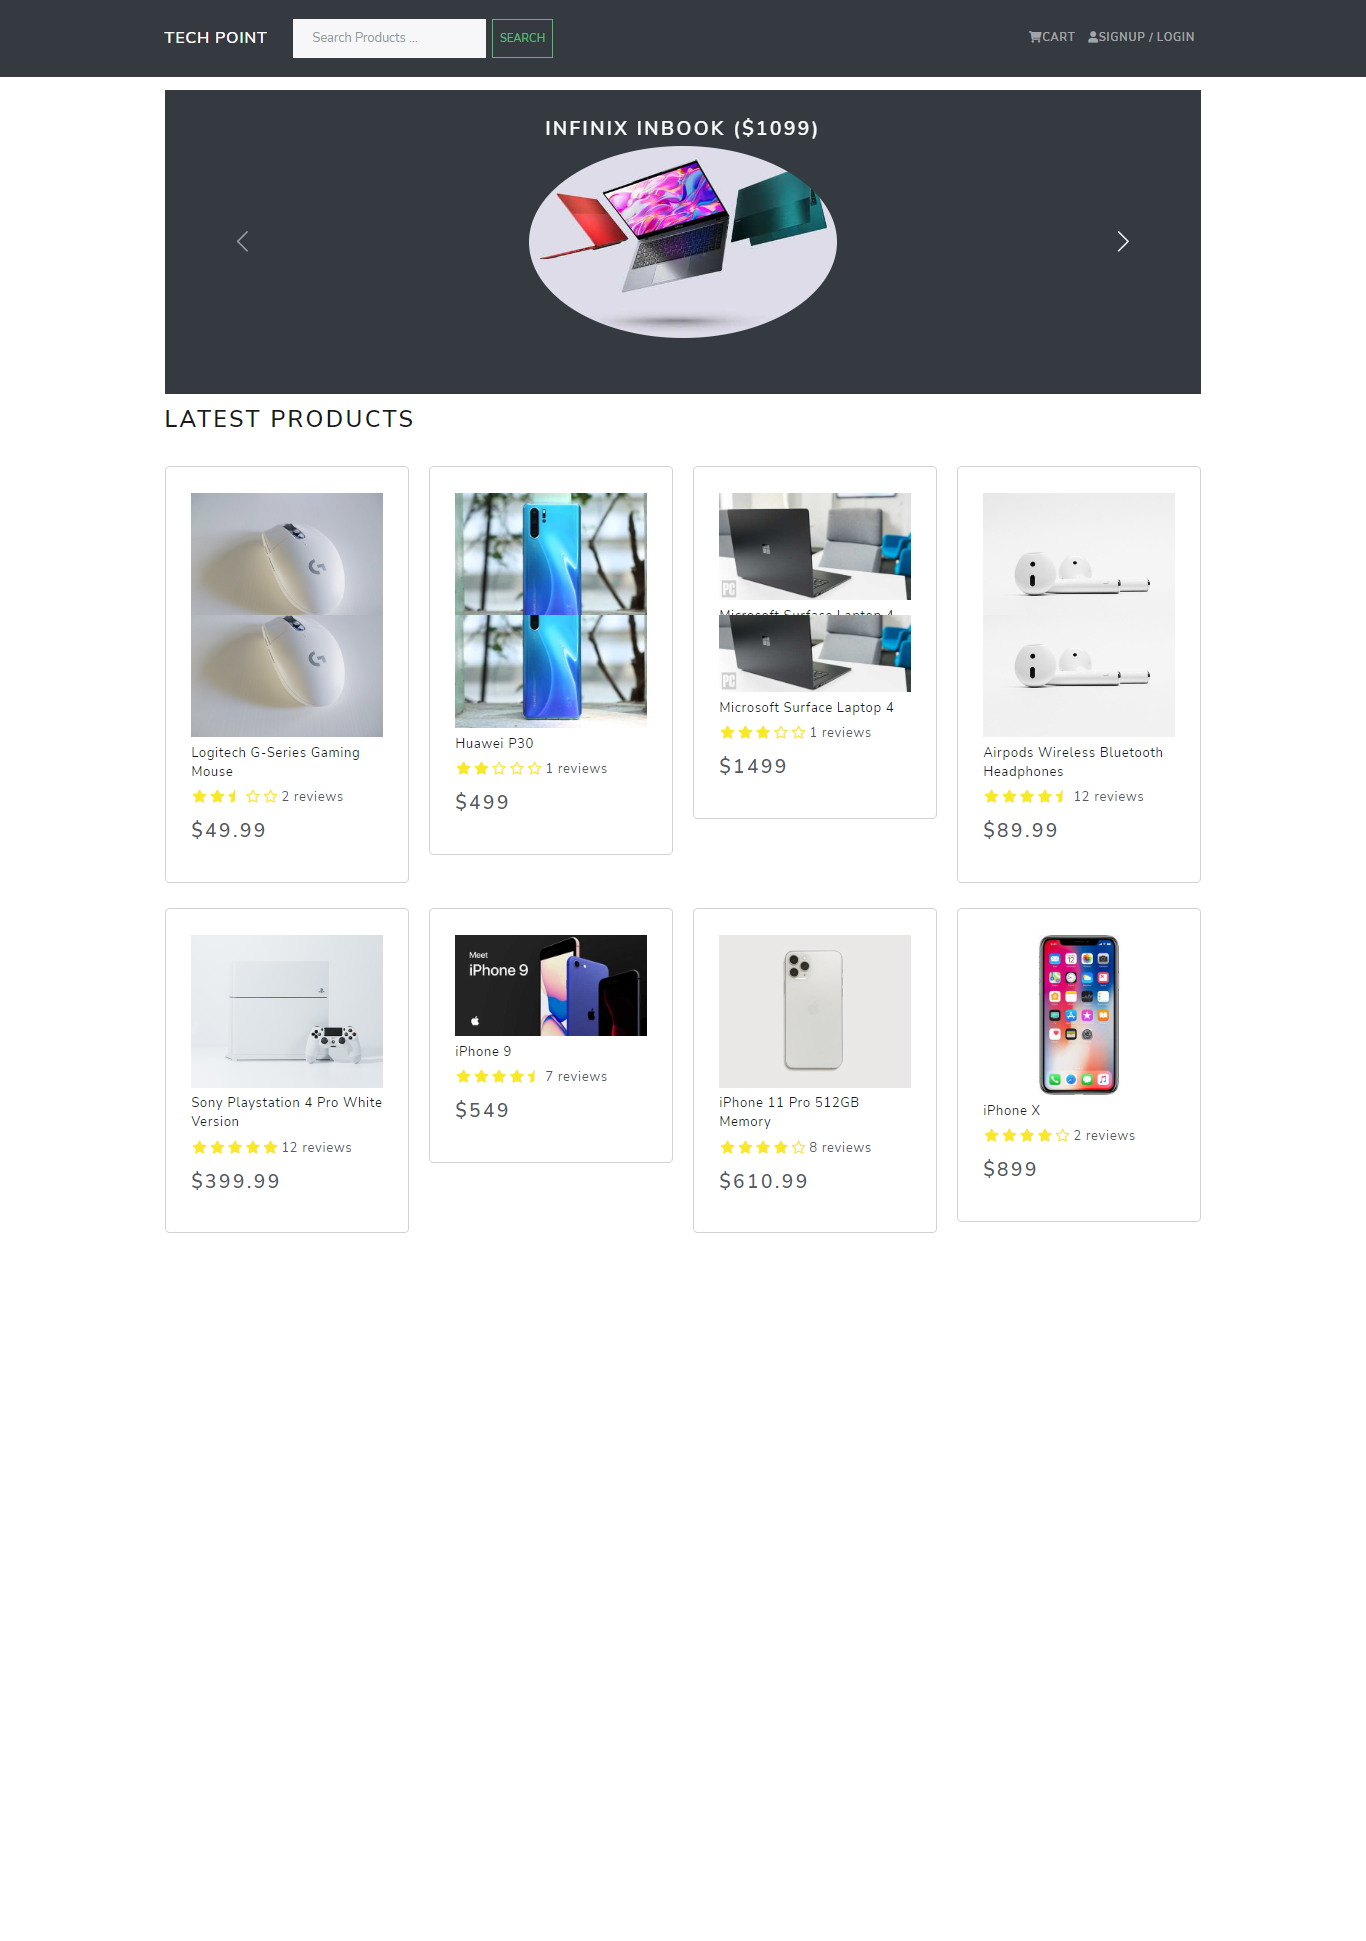 TECH POINT
Search Products ...
SEARCH
CART
SIGNUP / LOGIN
INFINIX INBOOK ($1099)
LATEST PRODUCTS
G
G
Logitech G-Series Gaming
Mouse
2 reviews
$49.99
Huawei P30
1 reviews
$499
PC
Microsoft Surface Laptop 4
PC
Microsoft Surface Laptop 4
1 reviews
$1499
Airpods Wireless Bluetooth
Headphones
12 reviews
$89.99
Sony Playstation 4 Pro White
Version
12 reviews
$399.99
Meet
iPhone 9
iPhone 9
7 reviews
$549
iPhone 11 Pro 512GB
Memory
8 reviews
$610.99
12
iPhone X
2 reviews
$899